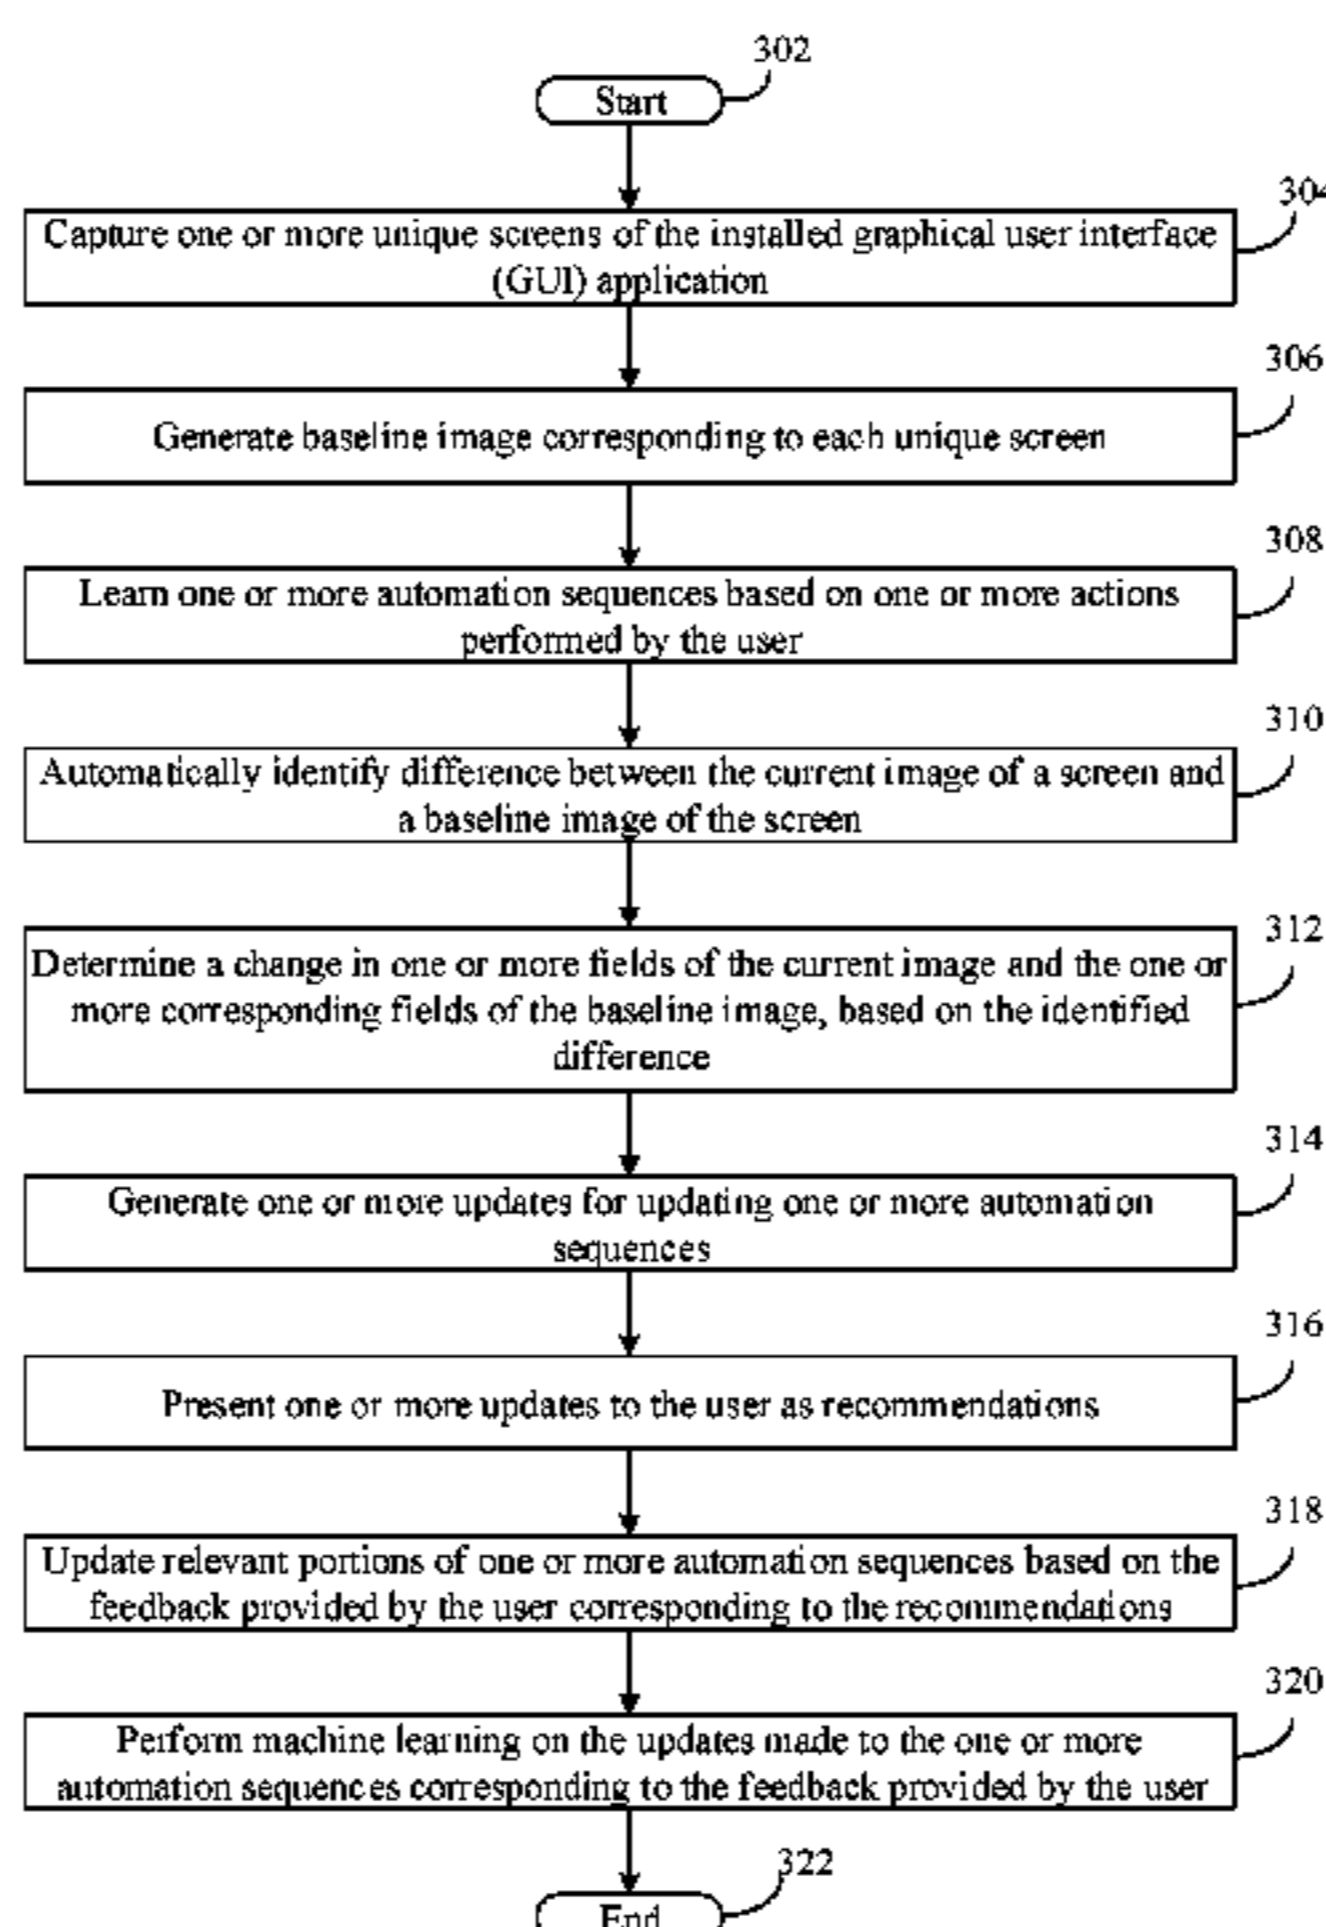 302
Start
304
Capture one or more unique screens of the installed graphical user interface
(GUI) application
306
Generate baseline image corresponding to each unique screen
308
Learn one or more automation sequences based on one or more actions
performed by the user
310
Automatically identify difference between the current image of a screen and
a baseline image of the screen
312
Determine a change in one or more fields of the current image and the one or
more corresponding fields of the baseline image, based on the identified
difference
314
Generate one or more updates for updating one or more automation
sequences
316
Present one or more updates to the user as recommendations
318
Update relevant portions of one or more automation sequences based on the
feedback provided by the user corresponding to the recommendations
320
Perform machine learning on the updates made to the one or more
automation sequences corresponding to the feedback provided by the user
322
End